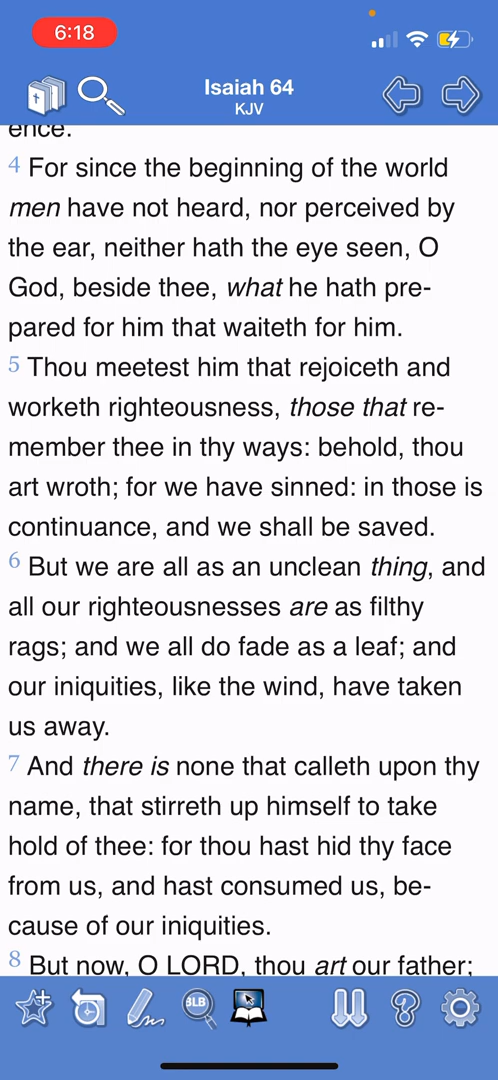 6:18
Isaiah 64
KJV
ence.
4 For since the beginning of the world
men have not heard, nor perceived by
the ear, neither hath the eye seen, O
God, beside thee, what he hath pre-
pared for him that waiteth for him.
5 Thou meetest him that rejoiceth and
worketh righteousness, those that re-
member thee in thy ways: behold, thou
art wroth; for we have sinned: in those is
continuance, and we shall be saved.
6 But we are all as an unclean thing, and
all our righteousnesses are as filthy
rags; and we all do fade as a leaf; and
our iniquities, like the wind, have taken
us away.
7 And there is none that calleth upon thy
name, that stirreth up himself to take
hold of thee: for thou hast hid thy face
from us, and hast consumed us, be-
cause of our iniquities.
8 But now, O LORD, thou art our father;
BLB